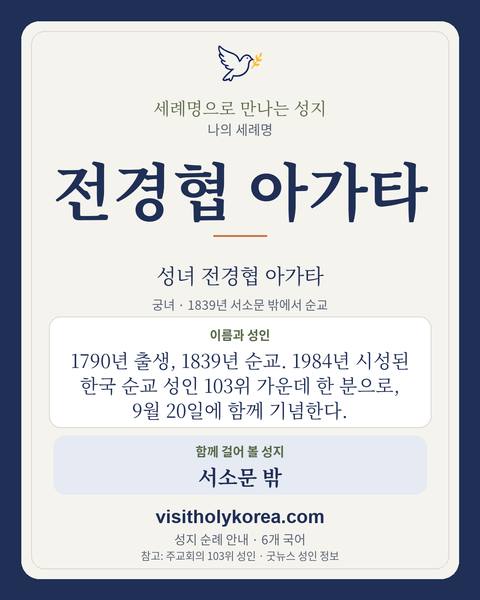 세례명으로 만나는 성지
나의 세례명
전경협 아가타
성녀 전경협 아가타
궁녀 · 1839년 서소문 밖에서 순교
이름과 성인
1790년 출생, 1839년 순교. 1984년 시성된
한국 순교 성인 103위 가운데 한 분으로,
9월 20일에 함께 기념한다.
함께 걸어 볼 성지
서소문 밖
visitholykorea.com
성지 순례 안내 · 6개 국어
참고: 주교회의 103위 성인 · 굿뉴스 성인 정보